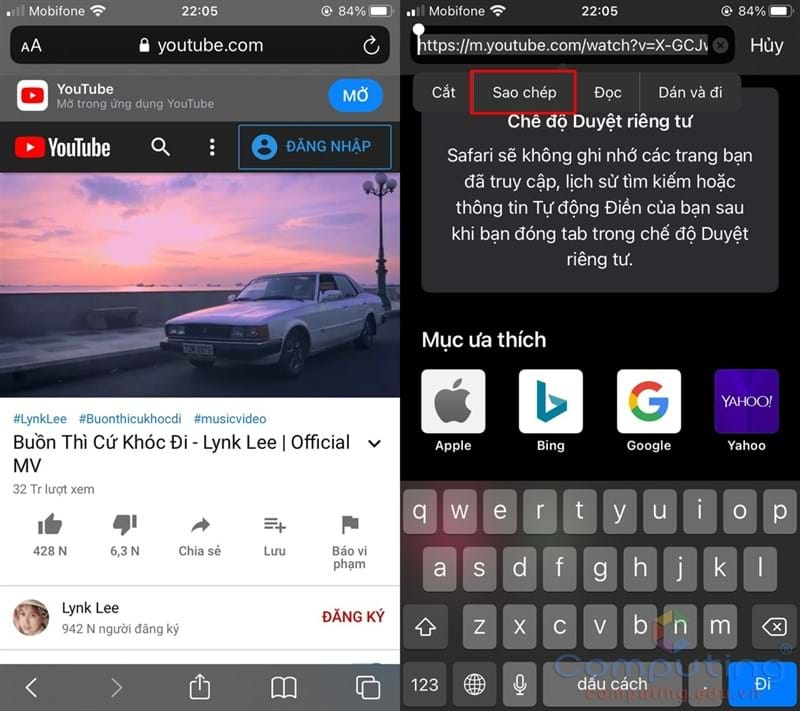 Mobifone 22:05 84%
AA youtube.com
YouTube
Mở trong ứng dụng YouTube
MỞ
YouTube ĐĂNG NHẬP
#LynkLee #Buonthicukhocdi #musicvideo
Buồn Thì Cứ Khóc Đi - Lynk Lee | Official
MV
32 Tr lượt xem
428 N 6,3 N Chia sẻ Lưu Báo vi
phạm
Lynk Lee
942 N người đăng ký
ĐĂNG KÝ
Mobifone 22:05 84%
https://m.youtube.com/watch?v=X-GCJv Hủy
Cắt Sao chép Đọc Dán và đi
Chế độ Duyệt riêng tư
Safari sẽ không ghi nhớ các trang bạn
đã truy cập, lịch sử tìm kiếm hoặc
thông tin Tự động Điền của bạn sau
khi bạn đóng tab trong chế độ Duyệt
riêng tư.
Mục ưa thích
YAHOO!
Apple Bing Google Yahoo
q w e r t y u i o p
a s d f g h j k l
z x c v b n m
123 dấu cách . Đi
Computing ®
computing.edu.vn